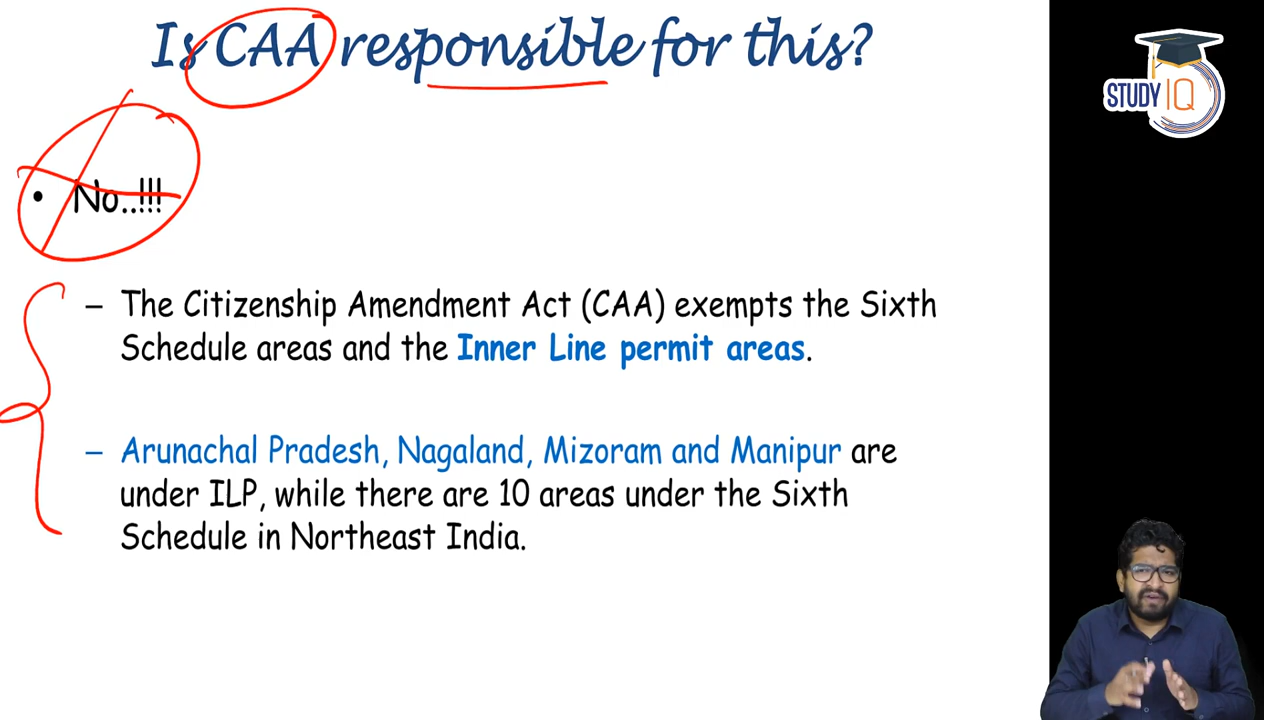 Is CAA responsible for this?
STUDY IQ
• No..!!!
– The Citizenship Amendment Act (CAA) exempts the Sixth
Schedule areas and the Inner Line permit areas.
– Arunachal Pradesh, Nagaland, Mizoram and Manipur are
under ILP, while there are 10 areas under the Sixth
Schedule in Northeast India.